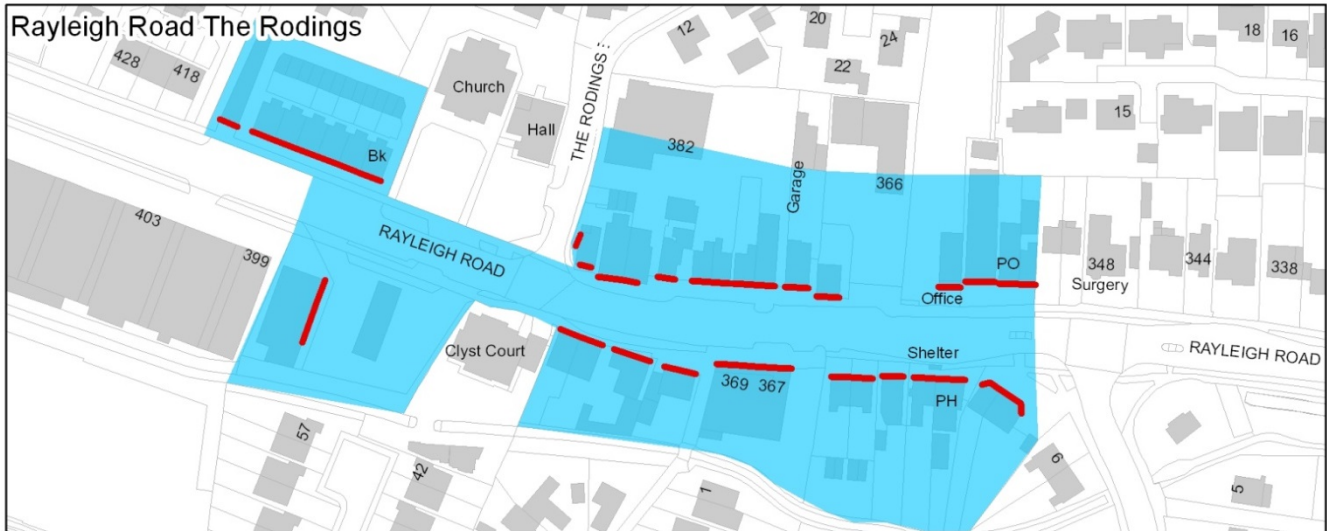 Rayleigh Road The Rodings
428
418
Church
Hall
THE RODINGS
12
20
24
22
18
16
15
Bk
382
Garage
366
403
399
RAYLEIGH ROAD
PO
Office
Surgery
348
344
338
Clyst Court
Shelter
RAYLEIGH ROAD
369
367
PH
57
42
1
6
5